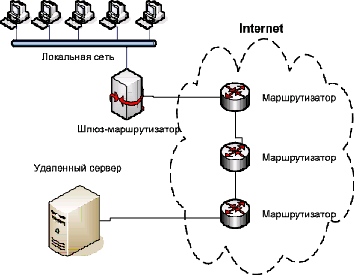 Internet
Локальная сеть
Маршрутизатор
Шлюз-маршрутизатор
Маршрутизатор
Удаленный сервер
Маршрутизатор